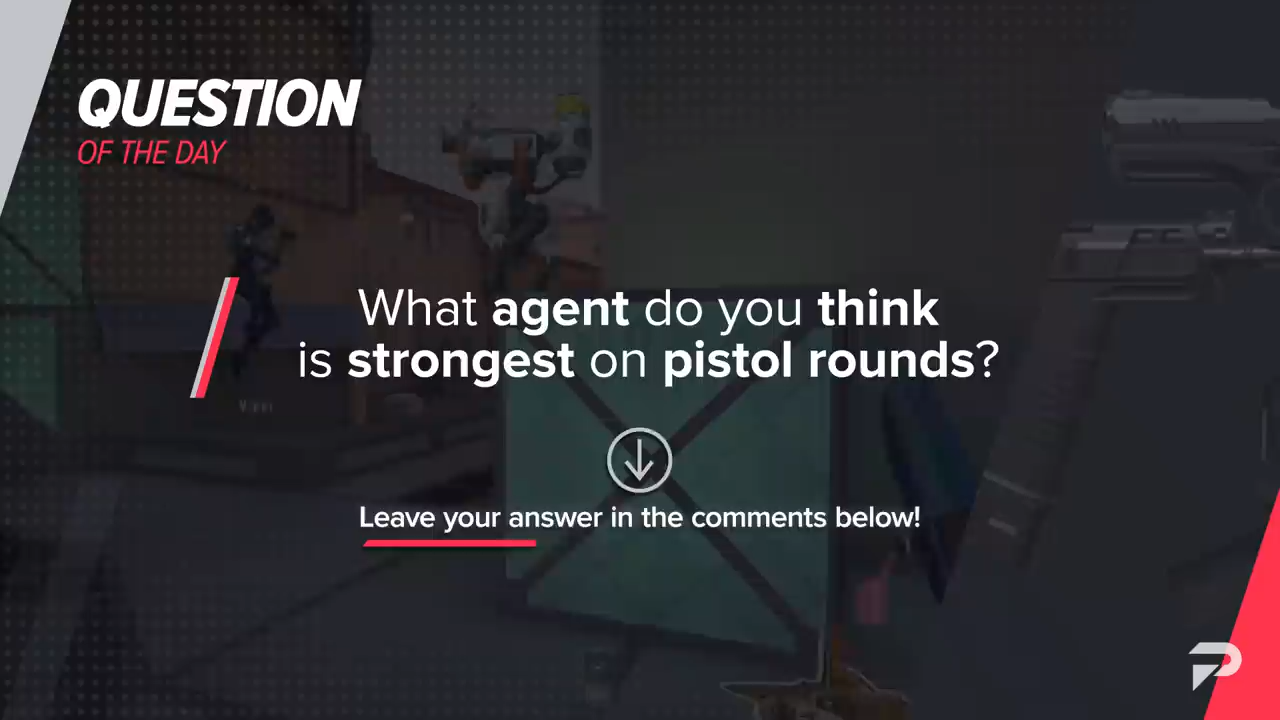 QUESTION
OF THE DAY
What agent do you think
is strongest on pistol rounds?
Leave your answer in the comments below!